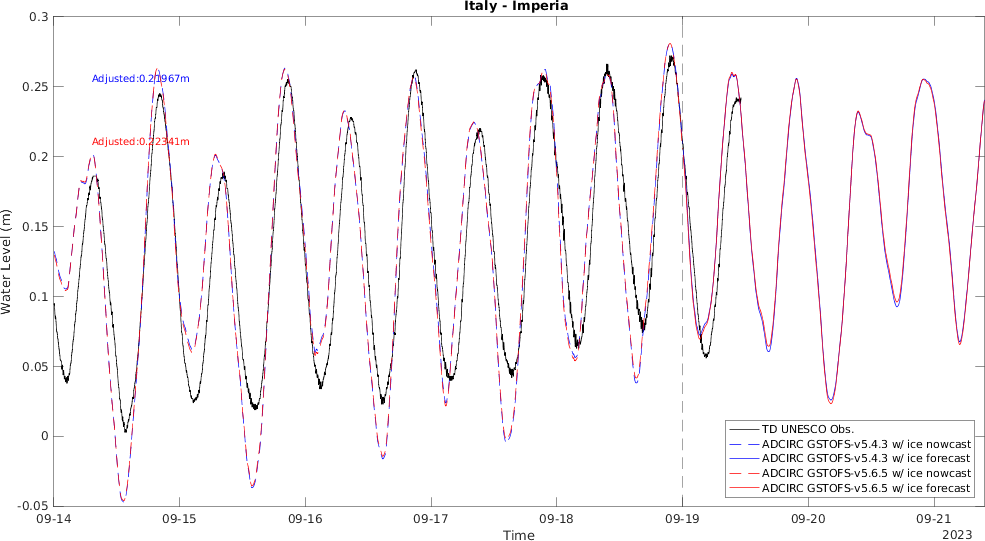 Italy - Imperia
0.3
0.25
0.2
0.15
0.1
0.05
0
-0.05
Water Level (m)
Adjusted:0.21967m
Adjusted:0.22341m
TD UNESCO Obs.
ADCIRC GSTOFS-v5.4.3 w/ ice nowcast
ADCIRC GSTOFS-v5.4.3 w/ ice forecast
ADCIRC GSTOFS-v5.6.5 w/ ice nowcast
ADCIRC GSTOFS-v5.6.5 w/ ice forecast
09-14 09-15 09-16 09-17 09-18 09-19 09-20 09-21
Time
2023